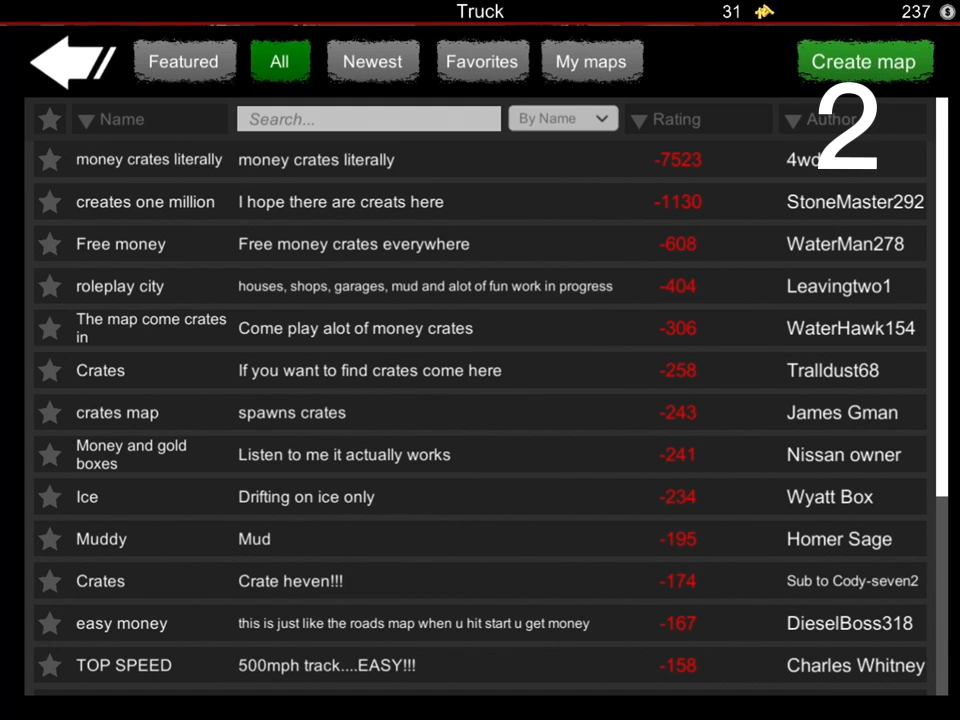 Truck
31
237
Featured
All
Newest
Favorites
My maps
Create map
2
Name
Search...
By Name
Rating
Author
money crates literally
money crates literally
-7523
4wd
creates one million
I hope there are creats here
-1130
StoneMaster292
Free money
Free money crates everywhere
-608
WaterMan278
roleplay city
houses, shops, garages, mud and alot of fun work in progress
-404
Leavingtwo1
The map come crates
in
Come play alot of money crates
-306
WaterHawk154
Crates
If you want to find crates come here
-258
Tralldust68
crates map
spawns crates
-243
James Gman
Money and gold
boxes
Listen to me it actually works
-241
Nissan owner
Ice
Drifting on ice only
-234
Wyatt Box
Muddy
Mud
-195
Homer Sage
Crates
Crate heven!!!
-174
Sub to Cody-seven2
easy money
this is just like the roads map when u hit start u get money
-167
DieselBoss318
TOP SPEED
500mph track....EASY!!!
-158
Charles Whitney